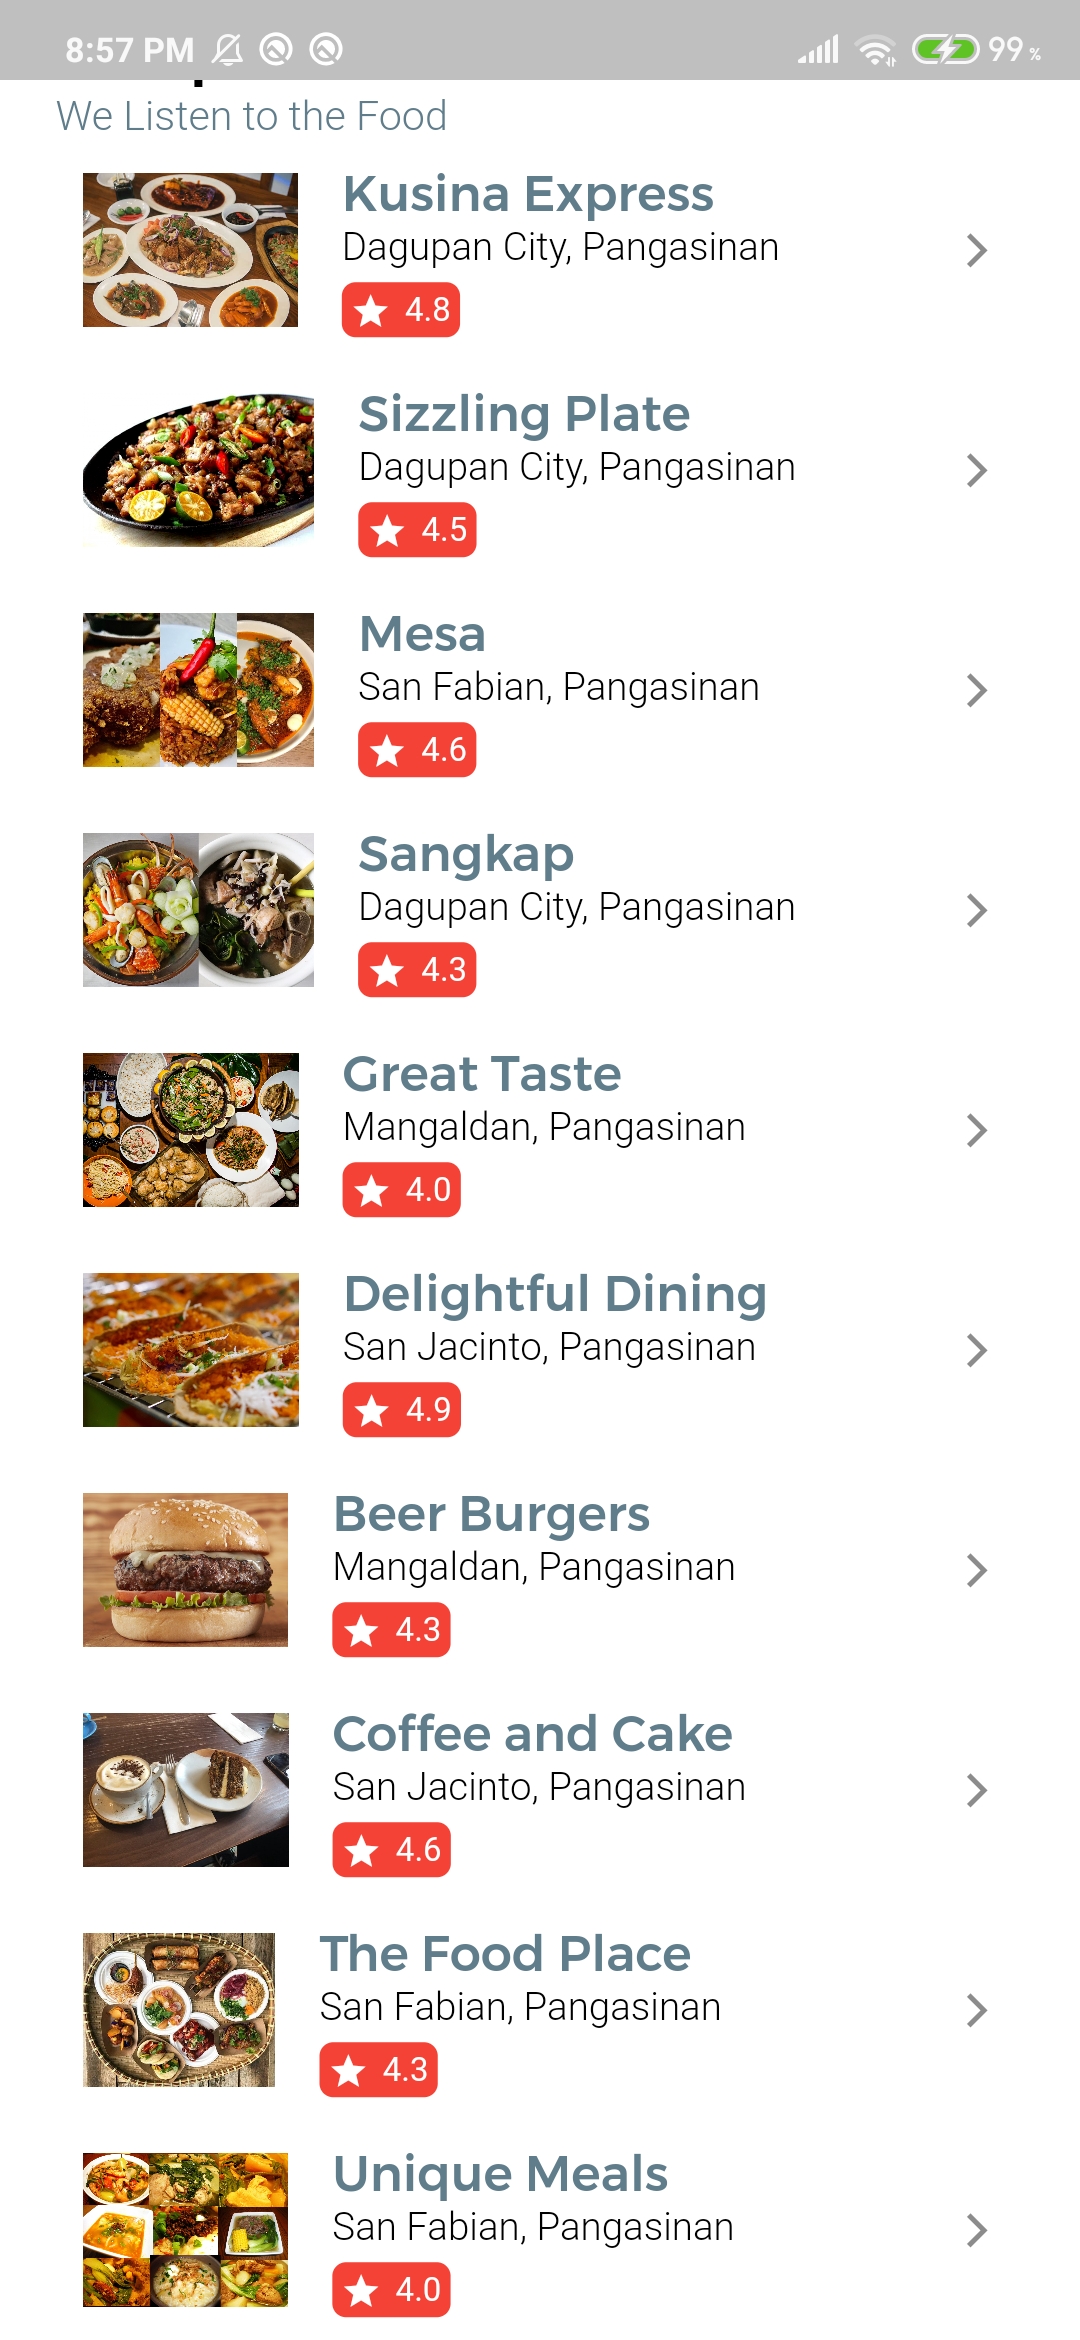 8:57 PM
99 %
We Listen to the Food
Kusina Express
Dagupan City, Pangasinan
4.8
Sizzling Plate
Dagupan City, Pangasinan
4.5
Mesa
San Fabian, Pangasinan
4.6
Sangkap
Dagupan City, Pangasinan
4.3
Great Taste
Mangaldan, Pangasinan
4.0
Delightful Dining
San Jacinto, Pangasinan
4.9
Beer Burgers
Mangaldan, Pangasinan
4.3
Coffee and Cake
San Jacinto, Pangasinan
4.6
The Food Place
San Fabian, Pangasinan
4.3
Unique Meals
San Fabian, Pangasinan
4.0